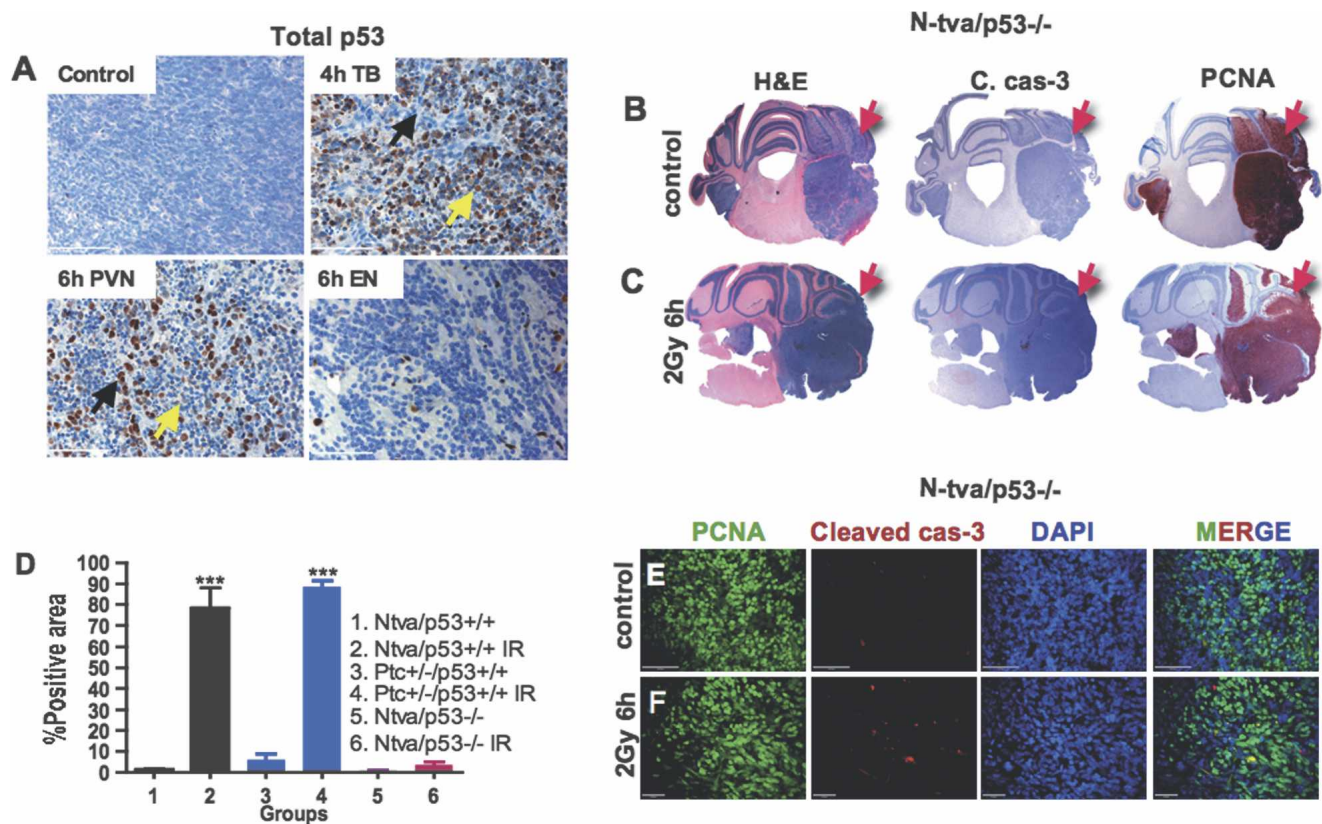 Total p53
A
Control
4h TB
6h PVN
6h EN
N-tva/p53-/-
H&E
C. cas-3
PCNA
B
control
C
2Gy 6h
D
%Positive area
100
90
80
70
60
50
40
30
20
10
0
***
***
1. Ntva/p53+/+
2. Ntva/p53+/+ IR
3. Ptc+/-/p53+/+
4. Ptc+/-/p53+/+ IR
5. Ntva/p53-/-
6. Ntva/p53-/- IR
1 2 3 4 5 6
Groups
N-tva/p53-/-
PCNA
Cleaved cas-3
DAPI
MERGE
E
control
F
2Gy 6h